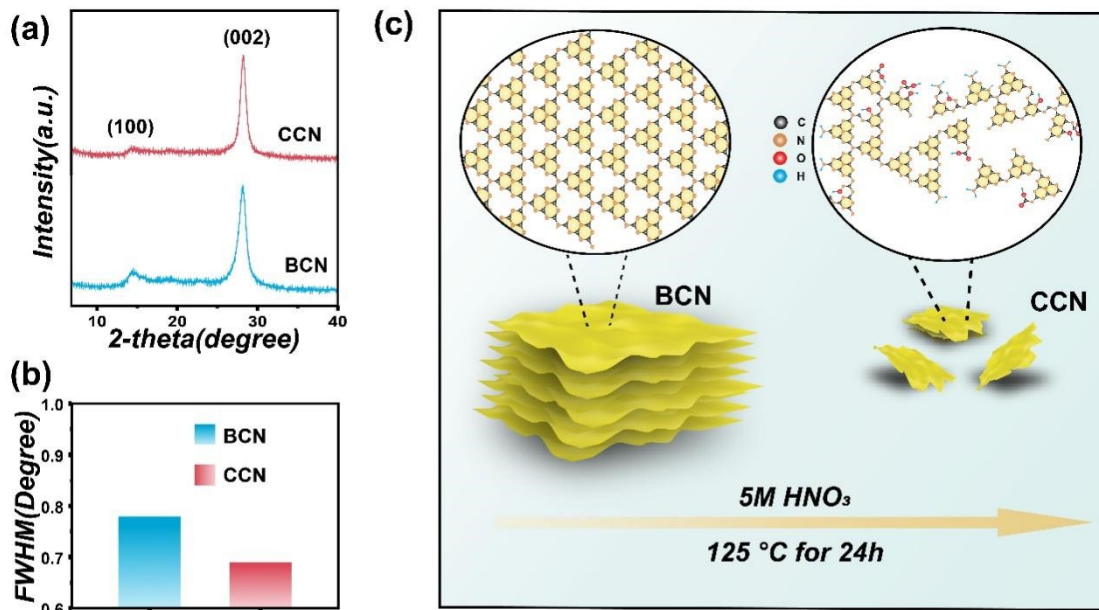 (a)
Intensity(a.u.)
(002)
(100)
CCN
BCN
10
20
30
40
2-theta(degree)
(b)
FWHM(Degree)
1.0
0.9
0.8
0.7
0.6
BCN
CCN
(c)
C
N
O
H
BCN
CCN
5M HNO₃
125 °C for 24h